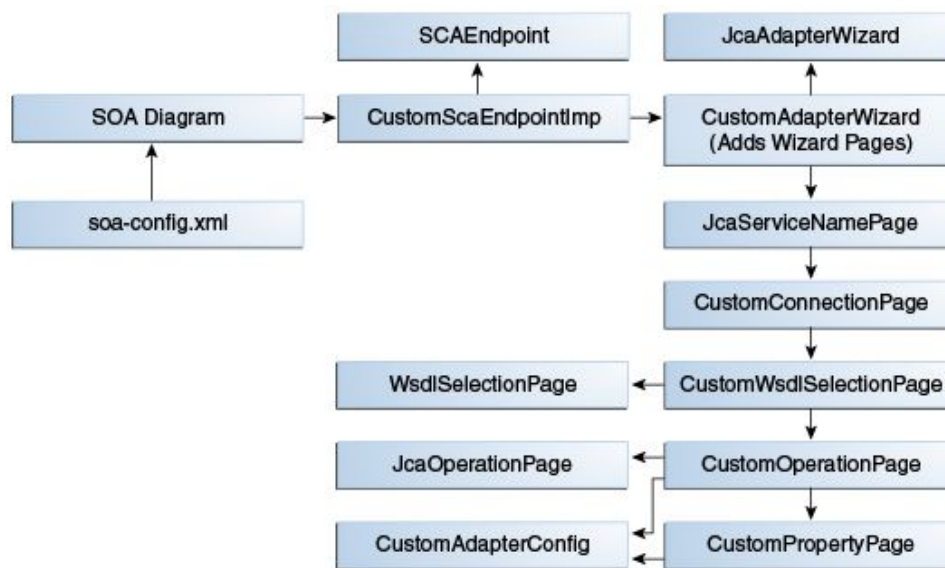 SCAEndpoint
JcaAdapterWizard
SOA Diagram
CustomScaEndpointImp
CustomAdapterWizard
(Adds Wizard Pages)
soa-config.xml
JcaServiceNamePage
CustomConnectionPage
WsdlSelectionPage
CustomWsdlSelectionPage
JcaOperationPage
CustomOperationPage
CustomAdapterConfig
CustomPropertyPage